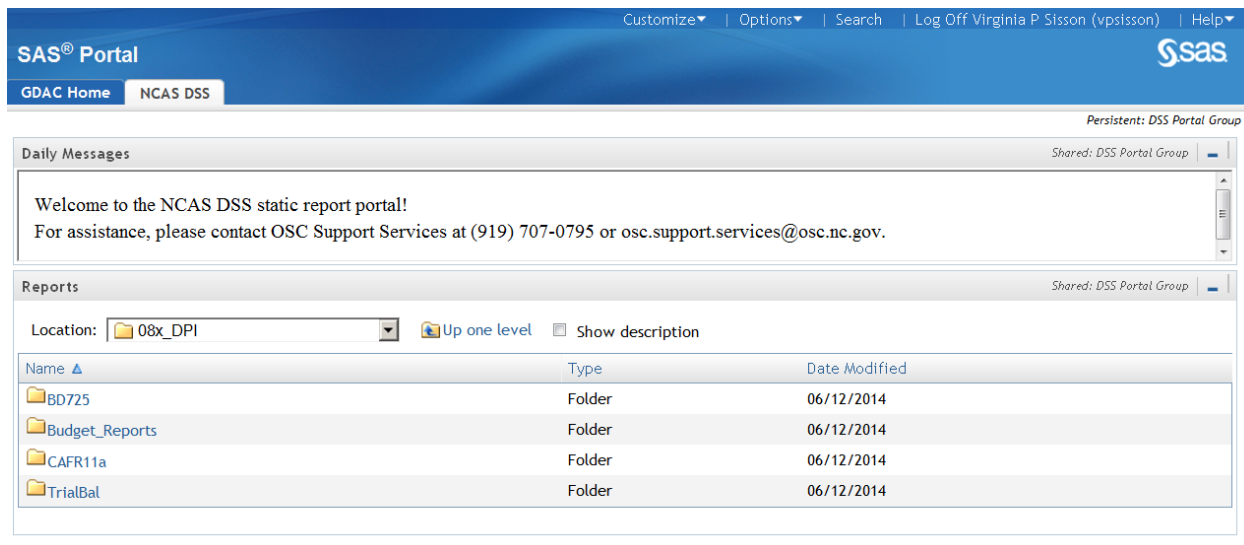 Customize▾ | Options▾ | Search | Log Off Virginia P Sisson (vpsisson) | Help▾
SAS® Portal
sas
GDAC Home NCAS DSS
Persistent: DSS Portal Group
Daily Messages Shared: DSS Portal Group
Welcome to the NCAS DSS static report portal!
For assistance, please contact OSC Support Services at (919) 707-0795 or osc.support.services@osc.nc.gov.
Reports Shared: DSS Portal Group
Location: 08x_DPI Up one level Show description
Name Type Date Modified
BD725 Folder 06/12/2014
Budget_Reports Folder 06/12/2014
CAFR11a Folder 06/12/2014
TrialBal Folder 06/12/2014